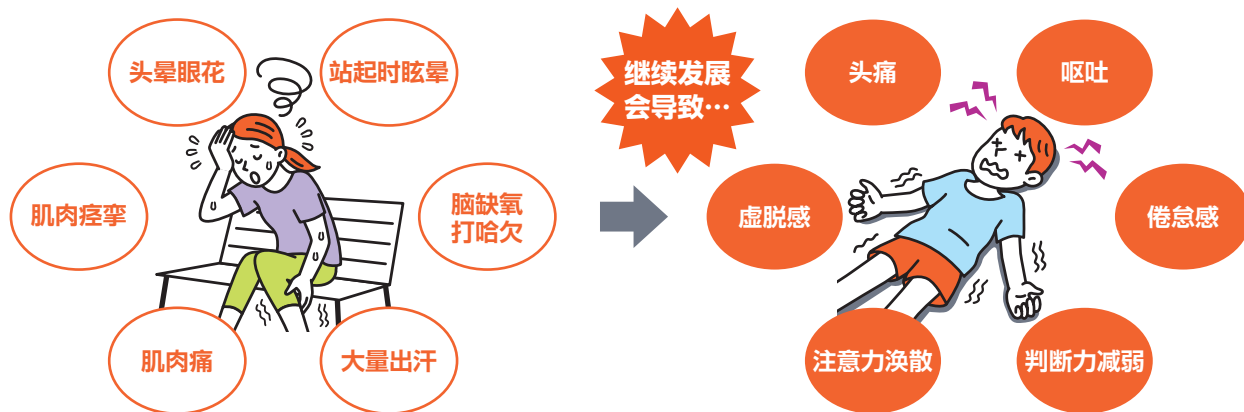 头晕眼花
站起时眩晕
肌肉痉挛
脑缺氧
打哈欠
肌肉痛
大量出汗
继续发展
会导致…
头痛
呕吐
虚脱感
倦怠感
注意力涣散
判断力减弱